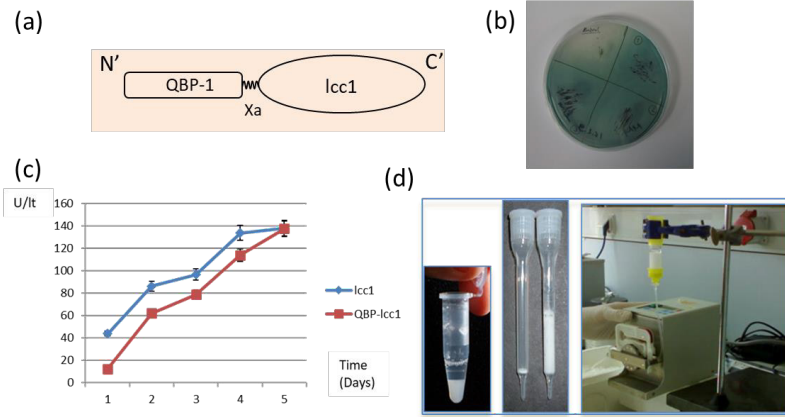 (a)
N’
C’
QBP-1
lcc1
Xa
(b)
(c)
U/lt
160
140
120
100
80
60
40
20
0
1 2 3 4 5
lcc1
QBP-lcc1
Time
(Days)
(d)